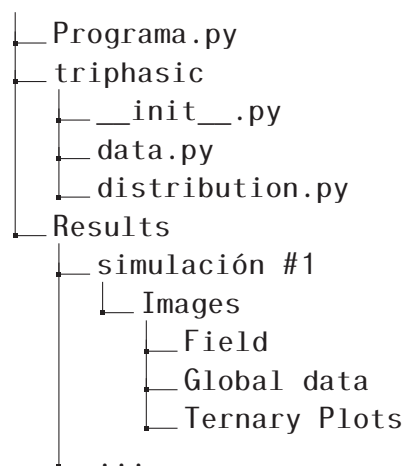 Programa.py
triphasic
__init__.py
data.py
distribution.py
Results
simulación #1
Images
Field
Global data
Ternary Plots
...